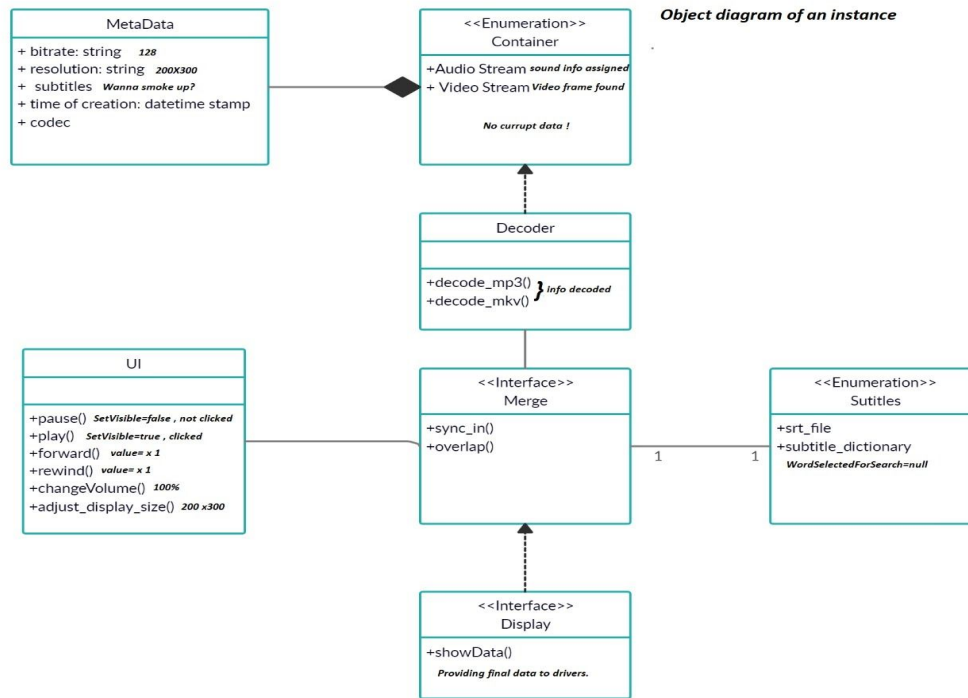 Object diagram of an instance
MetaData
+ bitrate: string 128
+ resolution: string 200X300
+ subtitles Wanna smoke up?
+ time of creation: datetime stamp
+ codec
<<Enumeration>>
Container
+Audio Stream sound info assigned
+ Video Stream Video frame found
No currupt data !
Decoder
+decode_mp3()
+decode_mkv()
} info decoded
UI
+pause() SetVisible=false , not clicked
+play() SetVisible=true , clicked
+forward() value= x 1
+rewind() value= x 1
+changeVolume() 100%
+adjust_display_size() 200 x300
<<Interface>>
Merge
+sync_in()
+overlap()
1 1
<<Enumeration>>
Sutitles
+srt_file
+subtitle_dictionary
WordSelectedForSearch=null
<<Interface>>
Display
+showData()
Providing final data to drivers.